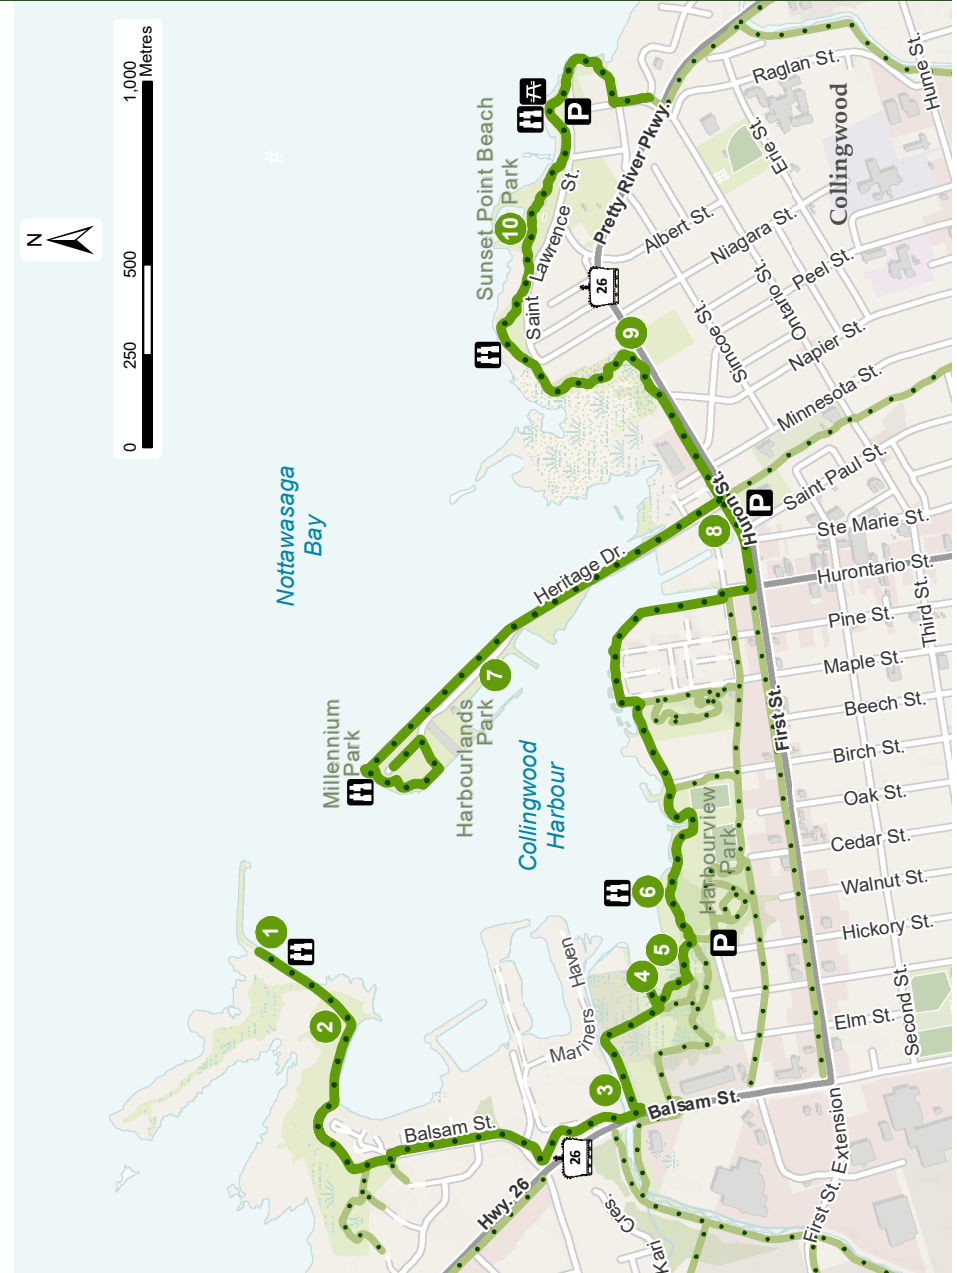 N
0
250
500
1,000
Metres
#
Nottawasaga
Bay
Sunset Point Beach
Park
10
Saint Lawrence St.
Pretty River Pkwy.
26
Albert St.
Niagara St.
Peel St.
Raglan St.
Erie St.
Hume St.
Collingwood
Ontario St.
Simcoe St.
Napier St.
Minnesota St.
Saint Paul St.
Ste Marie St.
Hurontario St.
Third St.
Pine St.
Maple St.
Beech St.
Birch St.
Oak St.
Cedar St.
Walnut St.
Hickory St.
Elm St.
Second St.
First St.
Huron St.
P
P
P
9
8
Heritage Dr.
7
Harbourlands
Park
Millennium
Park
Collingwood
Harbour
Harbourview
Park
6
5
4
3
2
1
Mariners Haven
Balsam St.
Balsam St.
26
Hwy. 26
Kari Cres.
First St. Extension